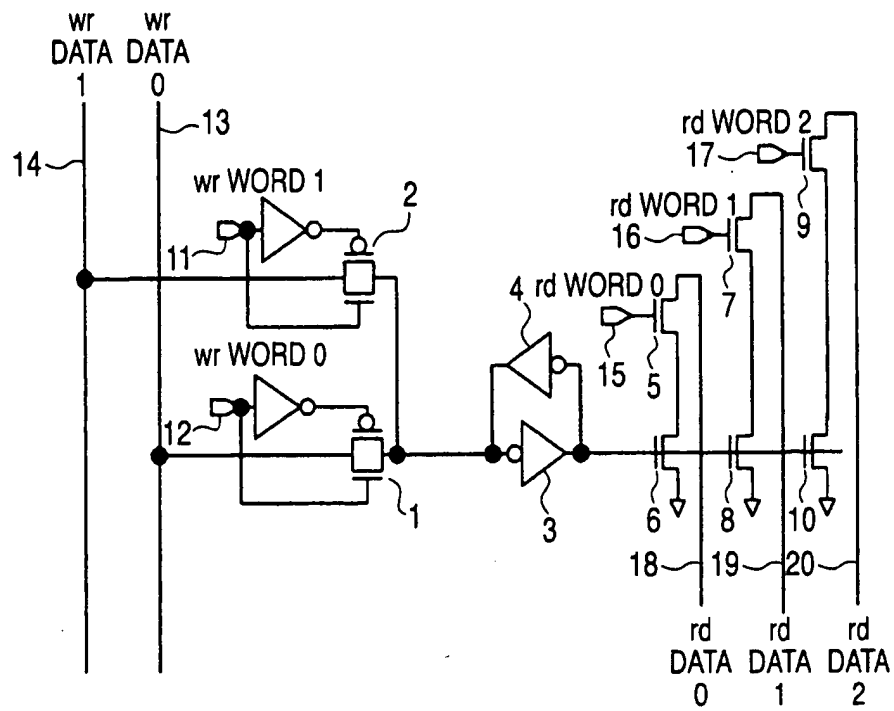 wr wr
DATA DATA
1 0
13
14
rd WORD 2
17
wr WORD 1
2
9
rd WORD 1
11
16
7
4 rd WORD 0
wr WORD 0
15
5
12
1
3
6 8 10
18 19 20
rd rd rd
DATA DATA DATA
0 1 2